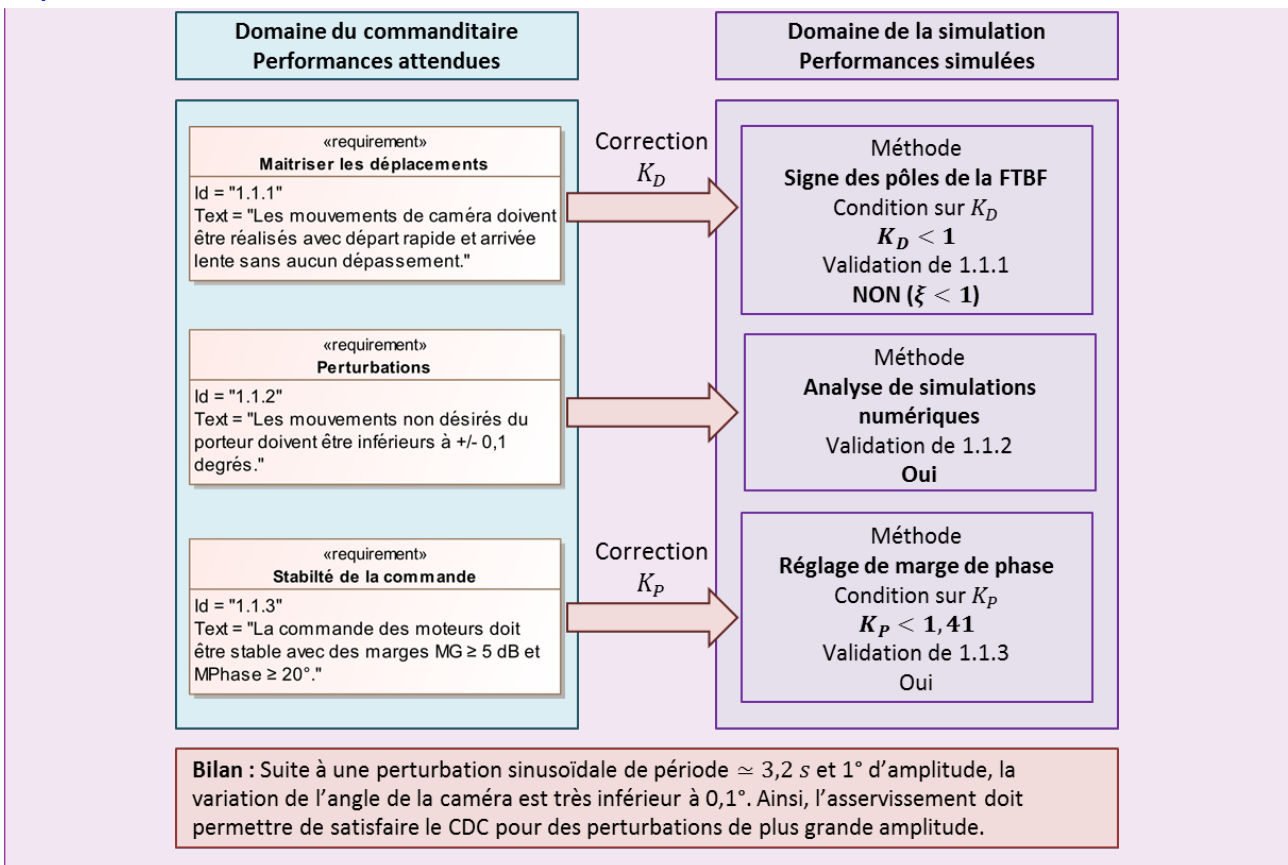 Domaine du commanditaire
Performances attendues
Domaine de la simulation
Performances simulées
«requirement»
Maitriser les déplacements
Id = "1.1.1"
Text = "Les mouvements de caméra doivent
être réalisés avec départ rapide et arrivée
lente sans aucun dépassement."
Correction
K_D
Méthode
Signe des pôles de la FTBF
Condition sur K_D
K_D < 1
Validation de 1.1.1
NON (ξ < 1)
«requirement»
Perturbations
Id = "1.1.2"
Text = "Les mouvements non désirés du
porteur doivent être inférieurs à +/- 0,1
degrés."
Méthode
Analyse de simulations
numériques
Validation de 1.1.2
Oui
«requirement»
Stabilté de la commande
Id = "1.1.3"
Text = "La commande des moteurs doit
être stable avec des marges MG ≥ 5 dB et
MPhase ≥ 20°."
Correction
K_P
Méthode
Réglage de marge de phase
Condition sur K_P
K_P < 1,41
Validation de 1.1.3
Oui
Bilan : Suite à une perturbation sinusoïdale de période ≃ 3,2 s et 1° d’amplitude, la
variation de l’angle de la caméra est très inférieur à 0,1°. Ainsi, l’asservissement doit
permettre de satisfaire le CDC pour des perturbations de plus grande amplitude.